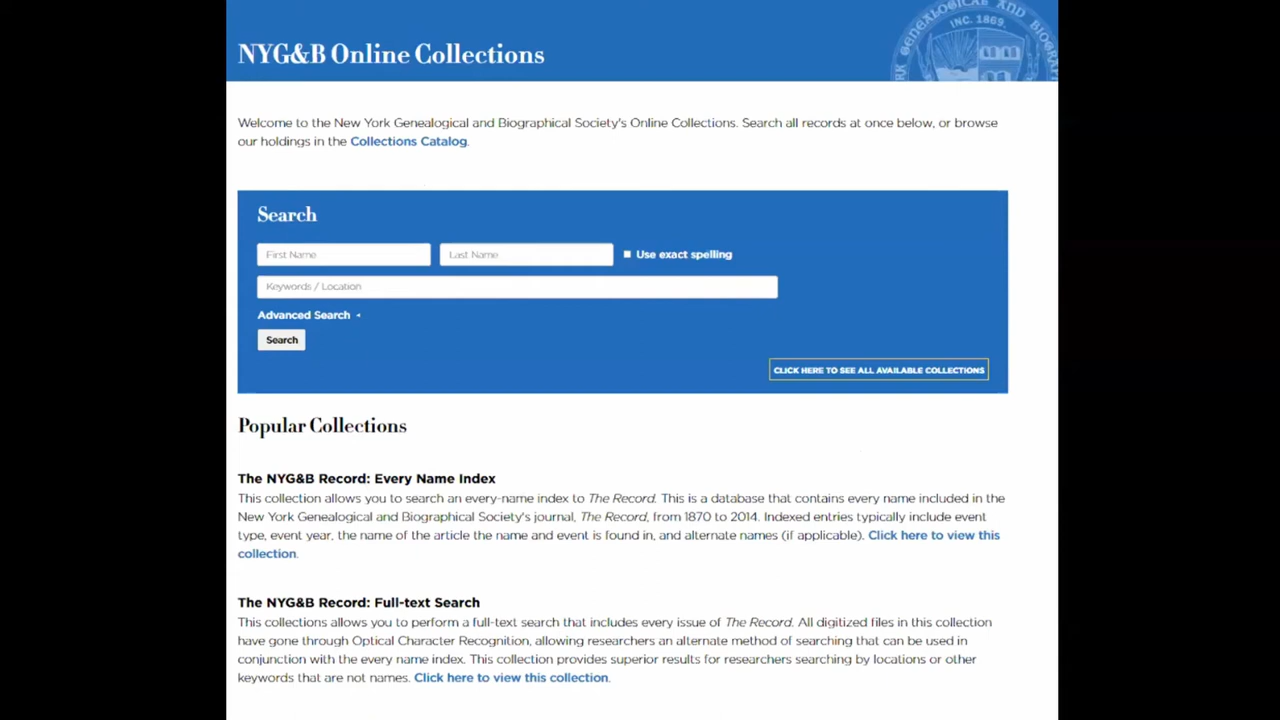 NYG&B Online Collections
RK GENEALOGICAL AND BIOGRA
INC. 1869.
Welcome to the New York Genealogical and Biographical Society's Online Collections. Search all records at once below, or browse
our holdings in the Collections Catalog.
Search
First Name Last Name Use exact spelling
Keywords / Location
Advanced Search
Search
CLICK HERE TO SEE ALL AVAILABLE COLLECTIONS
Popular Collections
The NYG&B Record: Every Name Index
This collection allows you to search an every-name index to The Record. This is a database that contains every name included in the
New York Genealogical and Biographical Society's journal, The Record, from 1870 to 2014. Indexed entries typically include event
type, event year, the name of the article the name and event is found in, and alternate names (if applicable). Click here to view this
collection.
The NYG&B Record: Full-text Search
This collections allows you to perform a full-text search that includes every issue of The Record. All digitized files in this collection
have gone through Optical Character Recognition, allowing researchers an alternate method of searching that can be used in
conjunction with the every name index. This collection provides superior results for researchers searching by locations or other
keywords that are not names. Click here to view this collection.